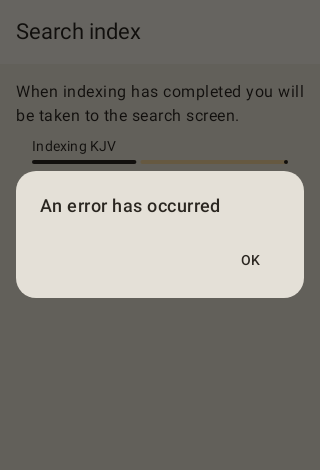 Search index
When indexing has completed you will
be taken to the search screen.
Indexing KJV
An error has occurred
OK